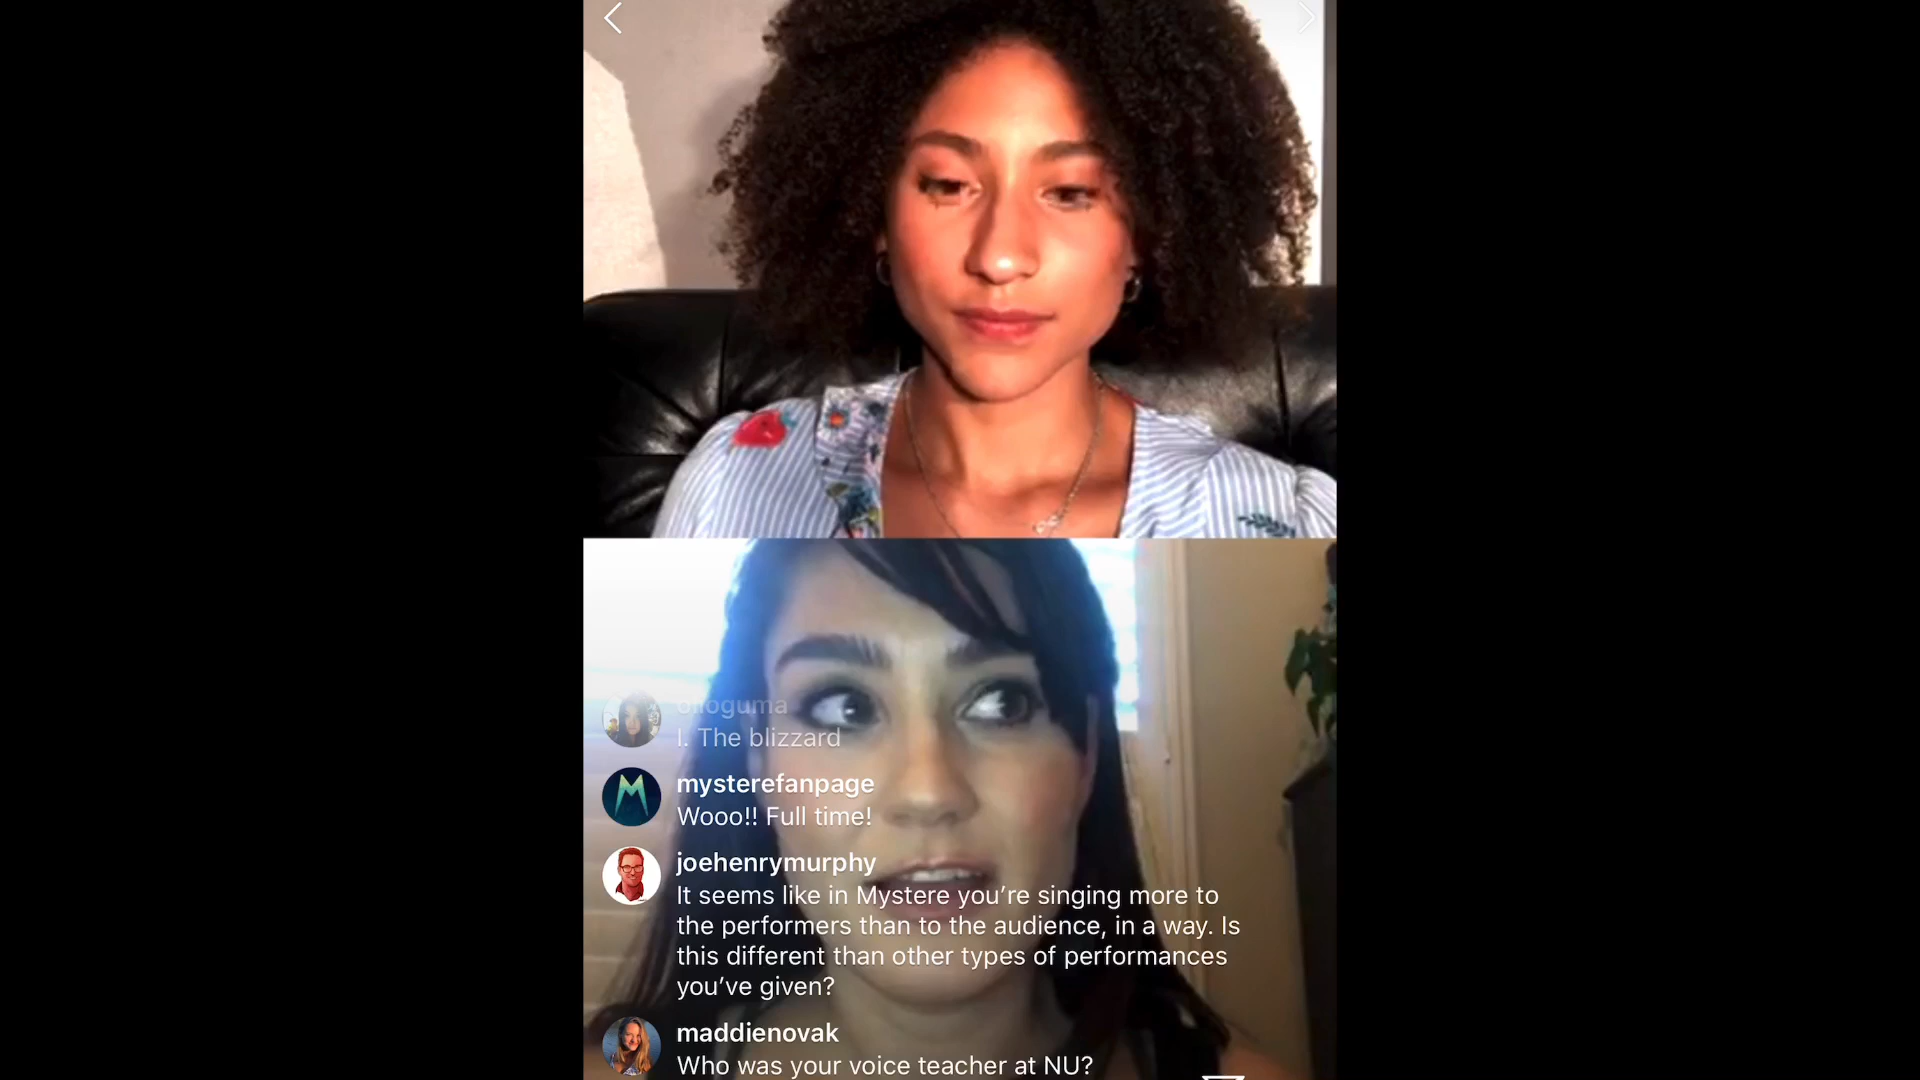 I. The blizzard
mysterefanpage
Wooo!! Full time!
joehenrymurphy
It seems like in Mystere you’re singing more to
the performers than to the audience, in a way. Is
this different than other types of performances
you’ve given?
maddienovak
Who was your voice teacher at NU?